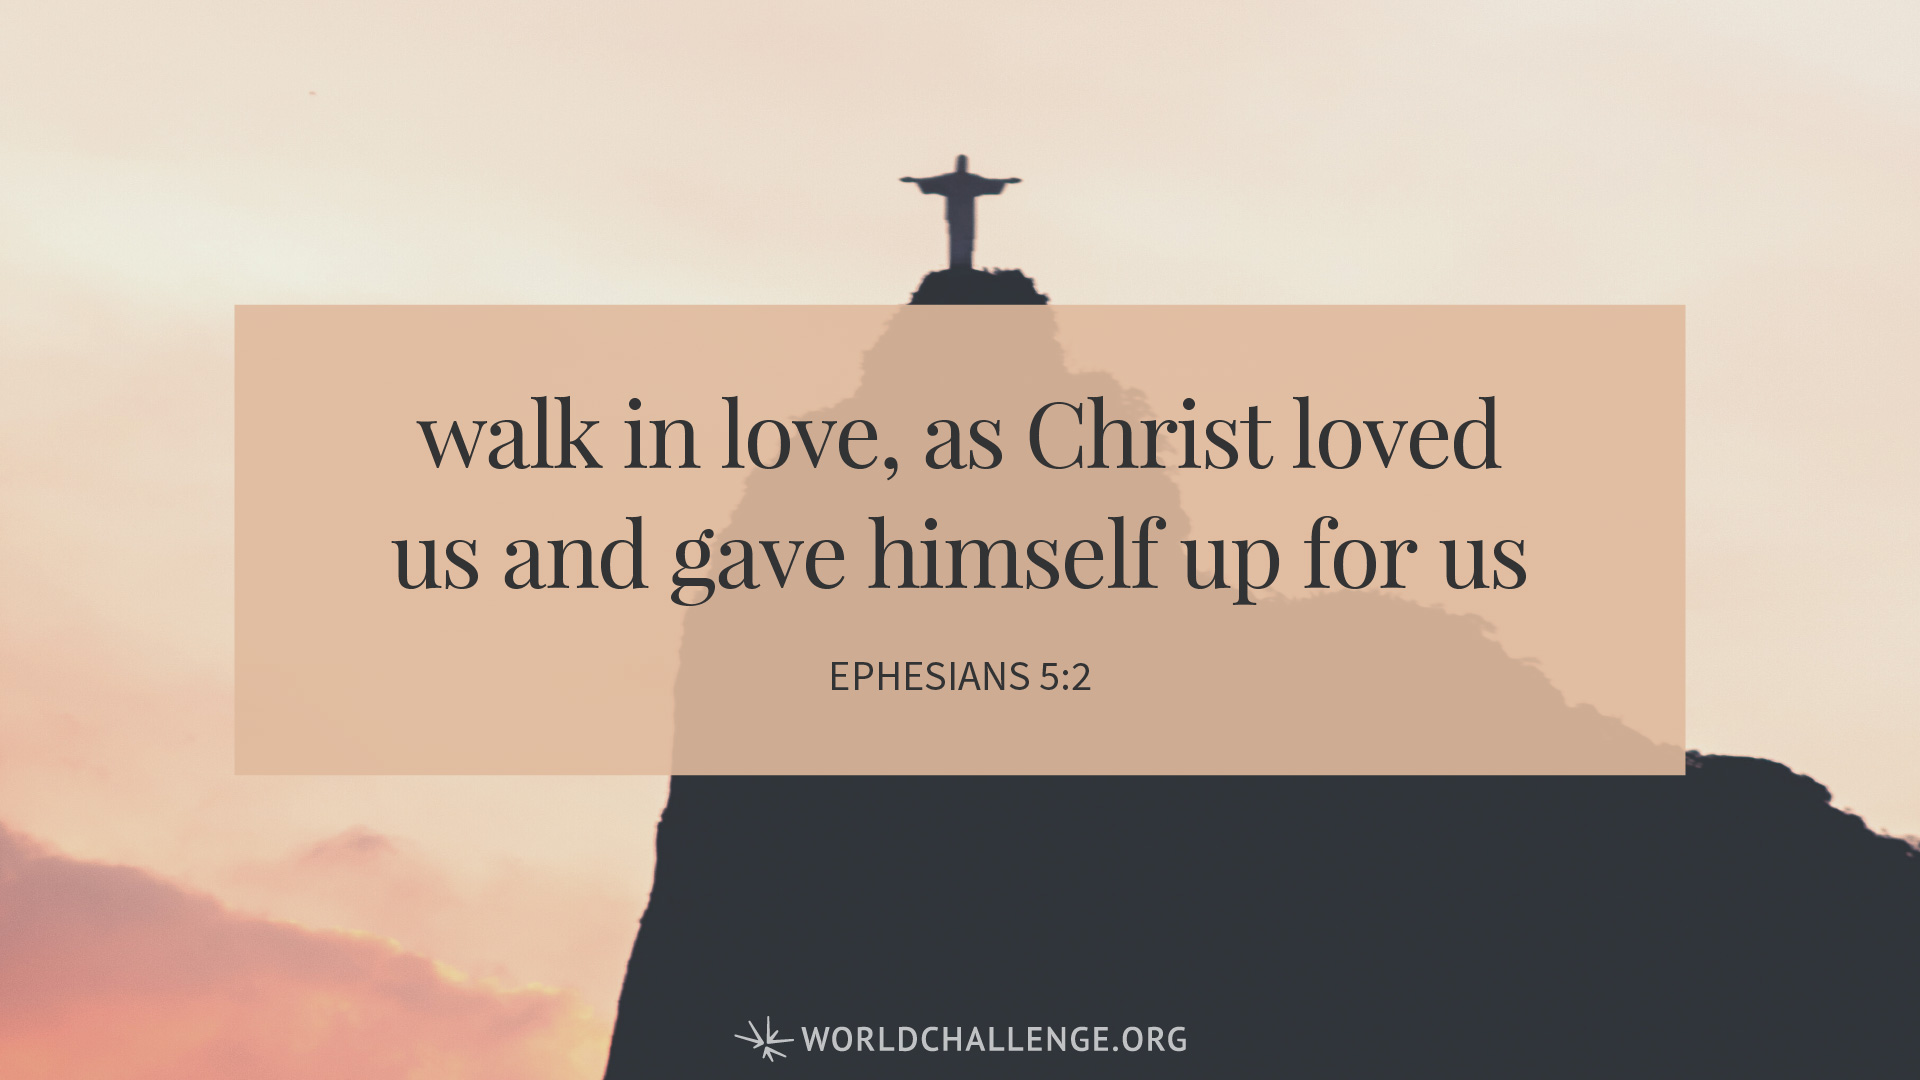 walk in love, as Christ loved
us and gave himself up for us
EPHESIANS 5:2
WORLDCHALLENGE.ORG